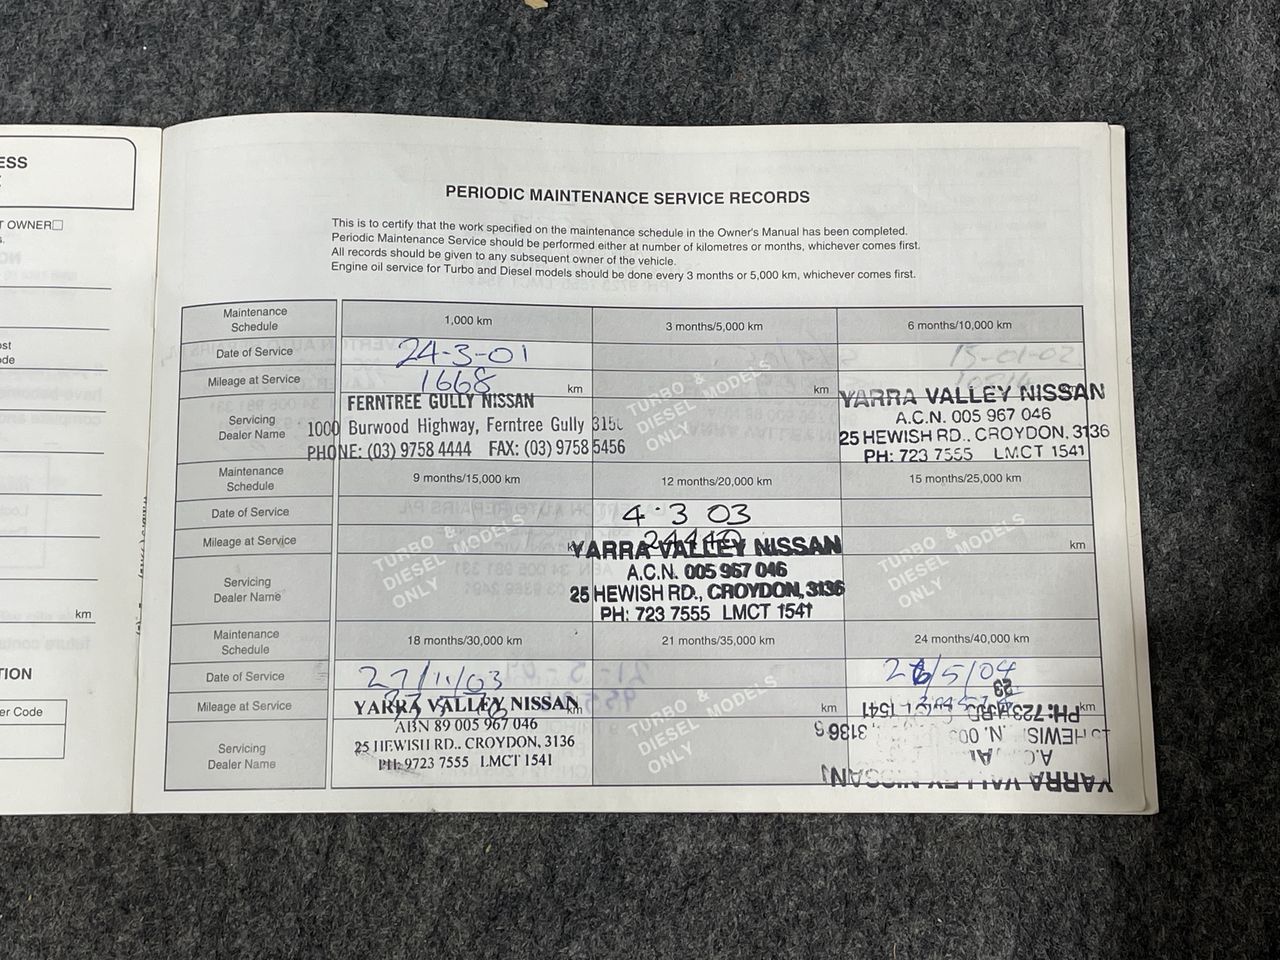 ESS
T OWNER
PERIODIC MAINTENANCE SERVICE RECORDS
This is to certify that the work specified on the maintenance schedule in the Owner's Manual has been completed.
Periodic Maintenance Service should be performed either at number of kilometres or months, whichever comes first.
All records should be given to any subsequent owner of the vehicle.
Engine oil service for Turbo and Diesel models should be done every 3 months or 5,000 km, whichever comes first.
Maintenance Schedule 1,000 km 3 months/5,000 km 6 months/10,000 km
Date of Service 24-3-01 15-01-02
Mileage at Service 1668 km km
Servicing Dealer Name
FERNTREE GULLY NISSAN
1000 Burwood Highway, Ferntree Gully
PHONE: (03) 9758 4444 FAX: (03) 9758 5456
TURBO & DIESEL MODELS ONLY
YARRA VALLEY NISSAN
A.C.N. 005 967 046
25 HEWISH RD., CROYDON, 3136
PH: 723 7555 LMCT 1541
Maintenance Schedule 9 months/15,000 km 12 months/20,000 km 15 months/25,000 km
Date of Service 4-3 03
Mileage at Service km
Servicing Dealer Name
TURBO & DIESEL MODELS ONLY
YARRA VALLEY NISSAN
A.C.N. 005 967 046
25 HEWISH RD., CROYDON, 3136
PH: 723 7555 LMCT 1541
TURBO & DIESEL MODELS ONLY
Maintenance Schedule 18 months/30,000 km 21 months/35,000 km 24 months/40,000 km
Date of Service 27/11/03 26/5/04
Mileage at Service km km km
Servicing Dealer Name
YARRA VALLEY NISSAN
ABN 89 005 967 046
25 HEWISH RD., CROYDON, 3136
PH: 9723 7555 LMCT 1541
TURBO & DIESEL MODELS ONLY
YARRA VALLEY NISSAN
km
TION
er Code